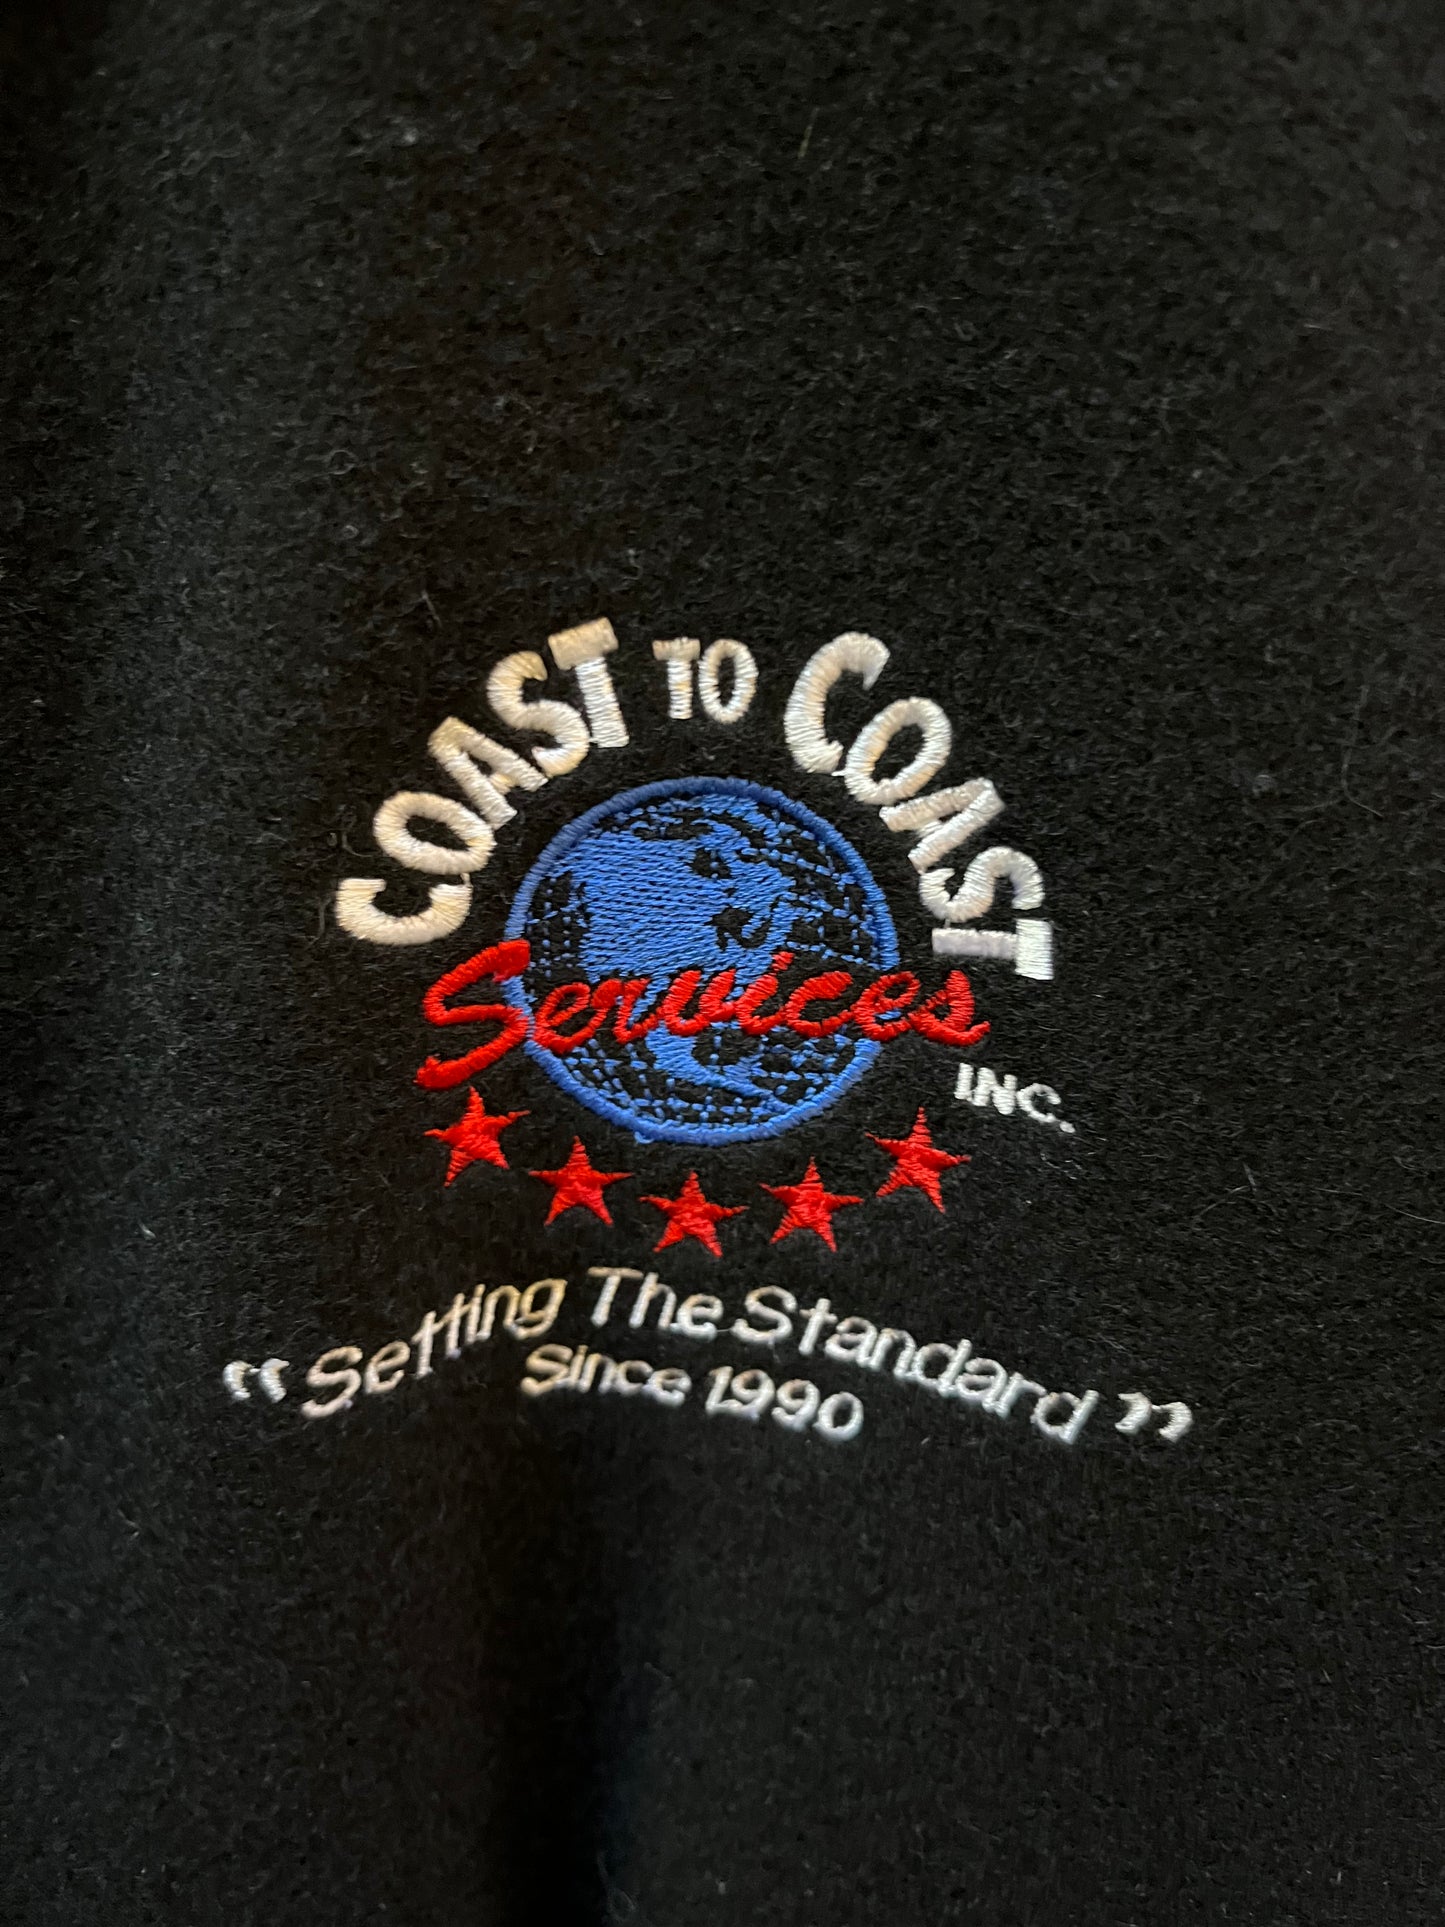 COAST TO COAST
Services
INC.
"Setting The Standard"
Since 1990